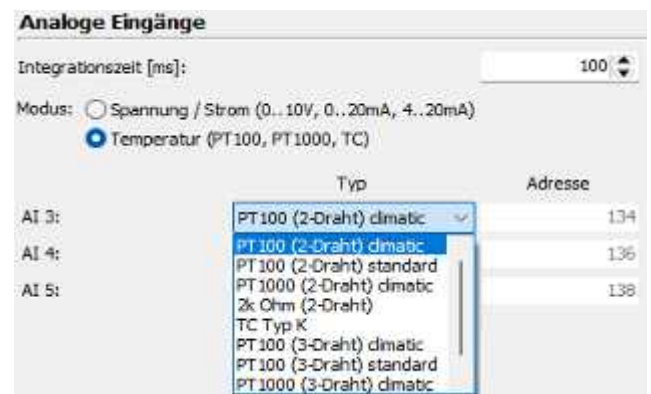 Analoge Eingänge
Integrationszeit [ms]: 100
Modus: Spannung / Strom (0..10V, 0..20mA, 4..20mA)
Temperatur (PT100, PT1000, TC)
Typ Adresse
AI 3: PT100 (2-Draht) climatic 134
AI 4: 136
AI 5: 138
PT100 (2-Draht) climatic
PT100 (2-Draht) standard
PT1000 (2-Draht) climatic
2k Ohm (2-Draht)
TC Typ K
PT100 (3-Draht) climatic
PT100 (3-Draht) standard
PT1000 (3-Draht) climatic